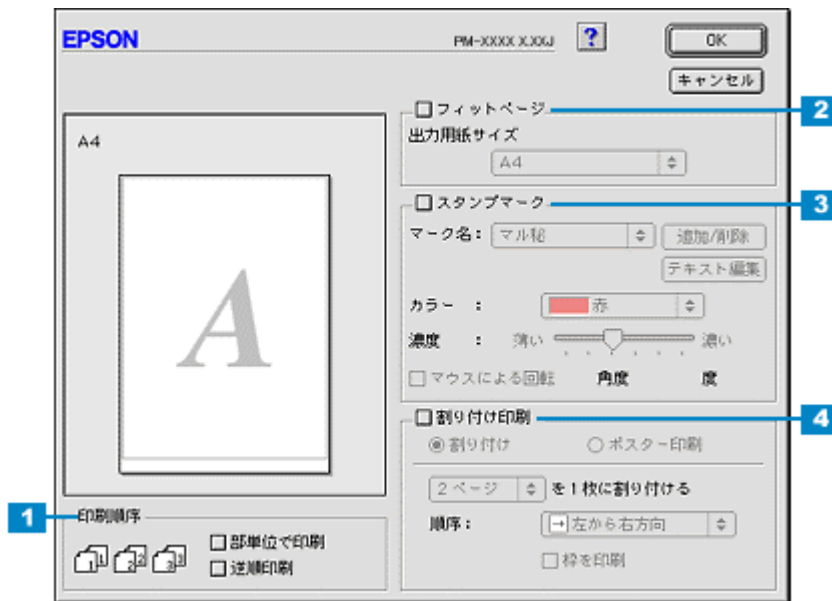 EPSON
PM-XXXX X.XXJ
?
OK
キャンセル
A4
A
フィットページ
2
出力用紙サイズ
A4
スタンプマーク
3
マーク名：
マル秘
追加/削除
テキスト編集
カラー ：
赤
濃度 ：
薄い
濃い
マウスによる回転
角度
度
割り付け印刷
4
割り付け
ポスター印刷
2ページ
を1枚に割り付ける
順序：
左から右方向
枠を印刷
1
印刷順序
1 1
2 2
3 3
部単位で印刷
逆順印刷